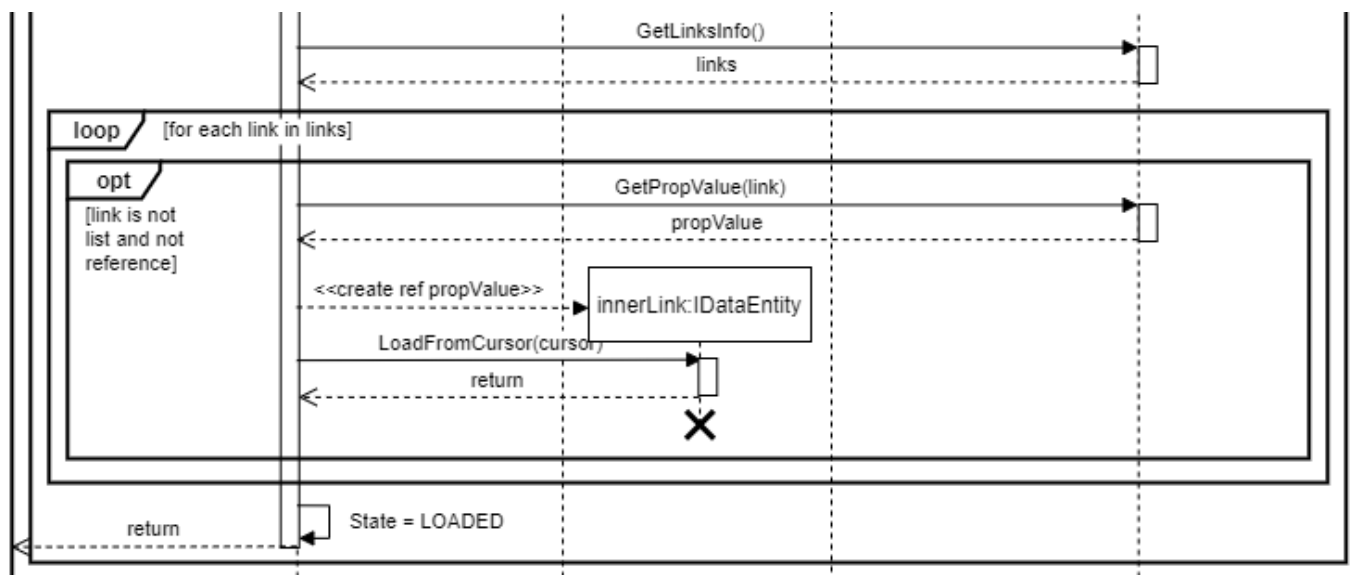 GetLinksInfo()
links
loop
[for each link in links]
opt
GetPropValue(link)
[link is not
list and not
reference]
propValue
<<create ref propValue>>
innerLink:IDataEntity
LoadFromCursor(cursor)
return
State = LOADED
return